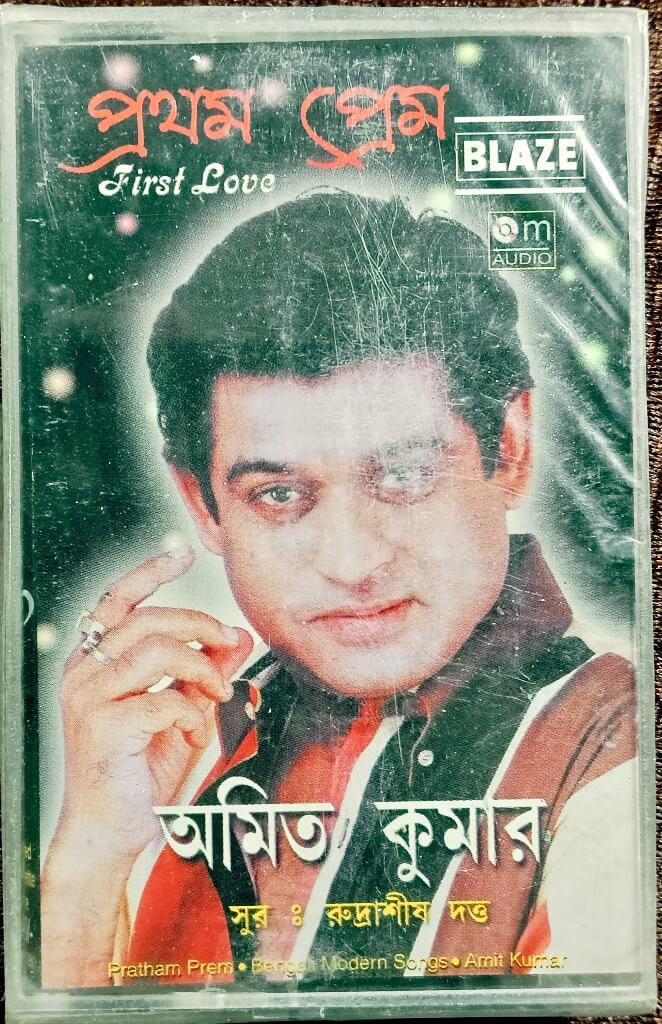 প্রথম প্রেম
First Love
BLAZE
om
AUDIO
অমিত কুমার
সুর ঃ রুদ্রাশীষ দত্ত
Pratham Prem • Bengali Modern Songs • Amit Kumar